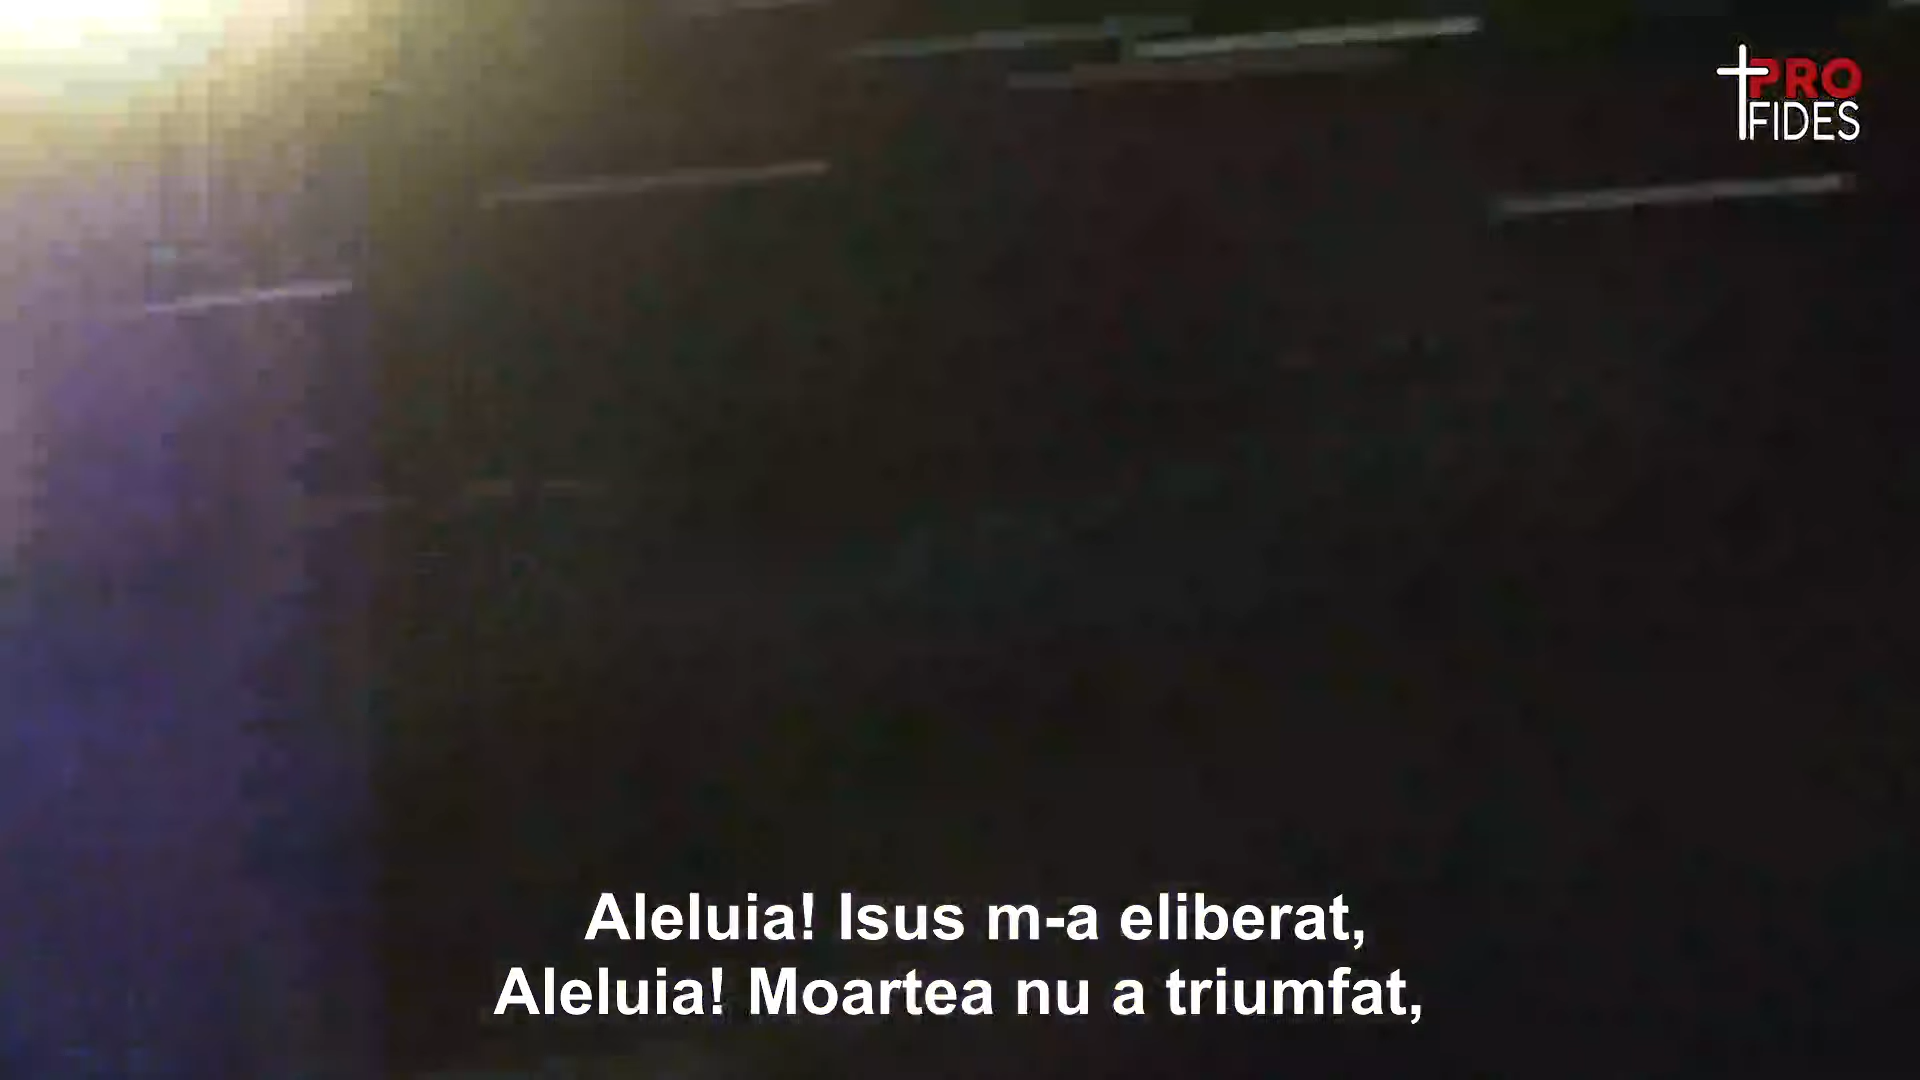 PRO
FIDES
Aleluia! Isus m-a eliberat,
Aleluia! Moartea nu a triumfat,